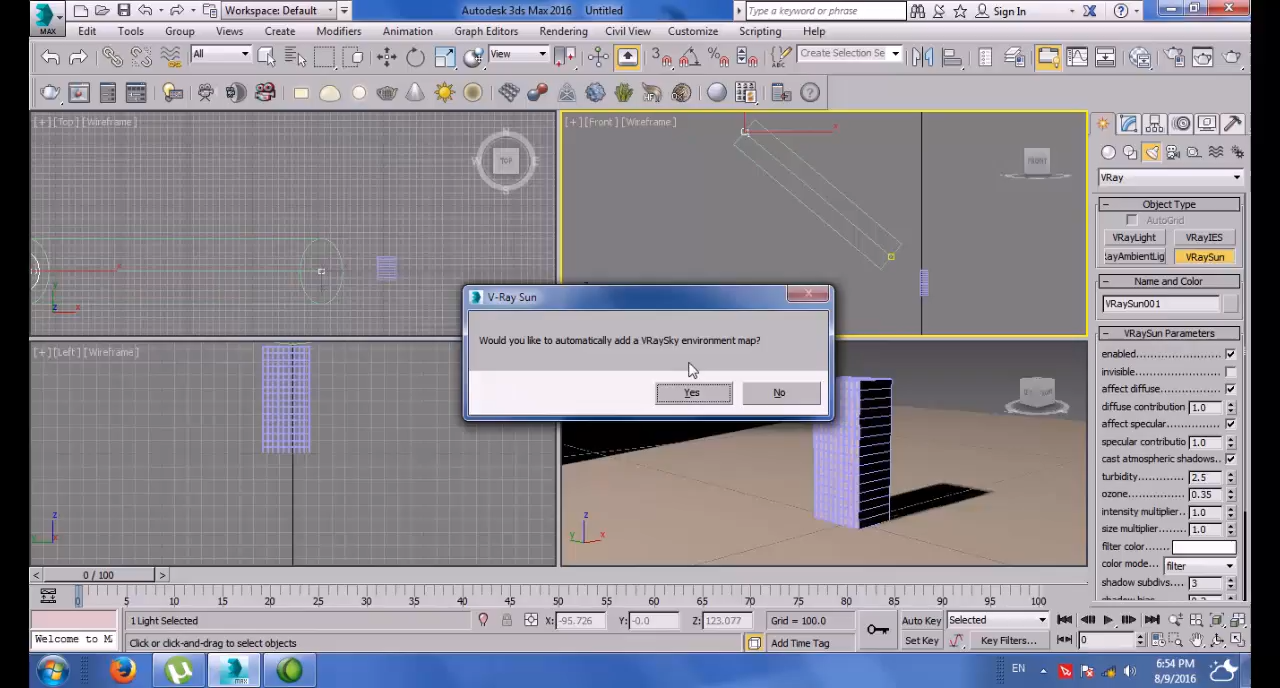 MAX
Workspace: Default
Autodesk 3ds Max 2016
Untitled
Type a keyword or phrase
Sign In
Edit
Tools
Group
Views
Create
Modifiers
Animation
Graph Editors
Rendering
Civil View
Customize
Scripting
Help
All
View
Create Selection Se
[+] [Top] [Wireframe]
TOP
[+] [Front] [Wireframe]
FRONT
VRay
Object Type
AutoGrid
VRayLight
VRayIES
RayAmbientLig
VRaySun
Name and Color
VRaySun001
VRaySun Parameters
enabled
invisible
affect diffuse
diffuse contribution 1.0
affect specular
specular contributio 1.0
cast atmospheric shadows
turbidity 2.5
ozone 0.35
intensity multiplier 1.0
size multiplier 1.0
filter color
color mode filter
shadow subdivs 3
V-Ray Sun
Would you like to automatically add a VRaySky environment map?
Yes
No
[+] [Left] [Wireframe]
0 / 100
0 5 10 15 20 25 30 35 40 45 50 55 60 65 70 75 80 85 90 95 100
1 Light Selected
X: -95.726
Y: -0.0
Z: 123.077
Grid = 100.0
Auto Key
Selected
Welcome to M
Click or click-and-drag to select objects
Add Time Tag
Set Key
Key Filters...
0
EN
6:54 PM
8/9/2016